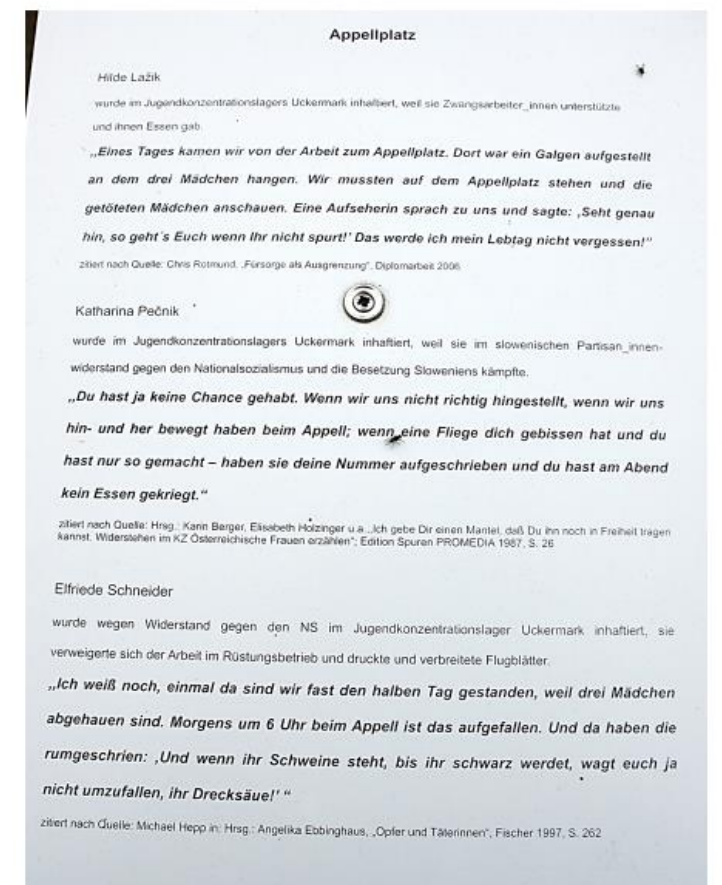 Appellplatz
Hilde Lažik
wurde im Jugendkonzentrationslagers Uckermark inhaftiert, weil sie Zwangsarbeiter_innen unterstützte
und ihnen Essen gab.
„Eines Tages kamen wir von der Arbeit zum Appellplatz. Dort war ein Galgen aufgestellt
an dem drei Mädchen hangen. Wir mussten auf dem Appellplatz stehen und die
getöteten Mädchen anschauen. Eine Aufseherin sprach zu uns und sagte: ‚Seht genau
hin, so geht´s Euch wenn Ihr nicht spurt!' Das werde ich mein Lebtag nicht vergessen!"
zitiert nach Quelle: Chris Rotmund, „Fürsorge als Ausgrenzung", Diplomarbeit 2006
Katharina Pečnik
wurde im Jugendkonzentrationslagers Uckermark inhaftiert, weil sie im slowenischen Partisan_innen-
widerstand gegen den Nationalsozialismus und die Besetzung Sloweniens kämpfte.
„Du hast ja keine Chance gehabt. Wenn wir uns nicht richtig hingestellt, wenn wir uns
hin- und her bewegt haben beim Appell; wenn eine Fliege dich gebissen hat und du
hast nur so gemacht – haben sie deine Nummer aufgeschrieben und du hast am Abend
kein Essen gekriegt."
zitiert nach Quelle: Hrsg.: Karin Berger, Elisabeth Holzinger u.a. „Ich gebe Dir einen Mantel, daß Du ihn noch in Freiheit tragen
kannst. Widerstehen im KZ Österreichische Frauen erzählen"; Edition Spuren PROMEDIA 1987, S. 26
Elfriede Schneider
wurde wegen Widerstand gegen den NS im Jugendkonzentrationslager Uckermark inhaftiert, sie
verweigerte sich der Arbeit im Rüstungsbetrieb und druckte und verbreitete Flugblätter.
„Ich weiß noch, einmal da sind wir fast den halben Tag gestanden, weil drei Mädchen
abgehauen sind. Morgens um 6 Uhr beim Appell ist das aufgefallen. Und da haben die
rumgeschrien: ‚Und wenn ihr Schweine steht, bis ihr schwarz werdet, wagt euch ja
nicht umzufallen, ihr Drecksäue!' "
zitiert nach Quelle: Michael Hepp in: Hrsg.: Angelika Ebbinghaus, „Opfer und Täterinnen", Fischer 1997, S. 262